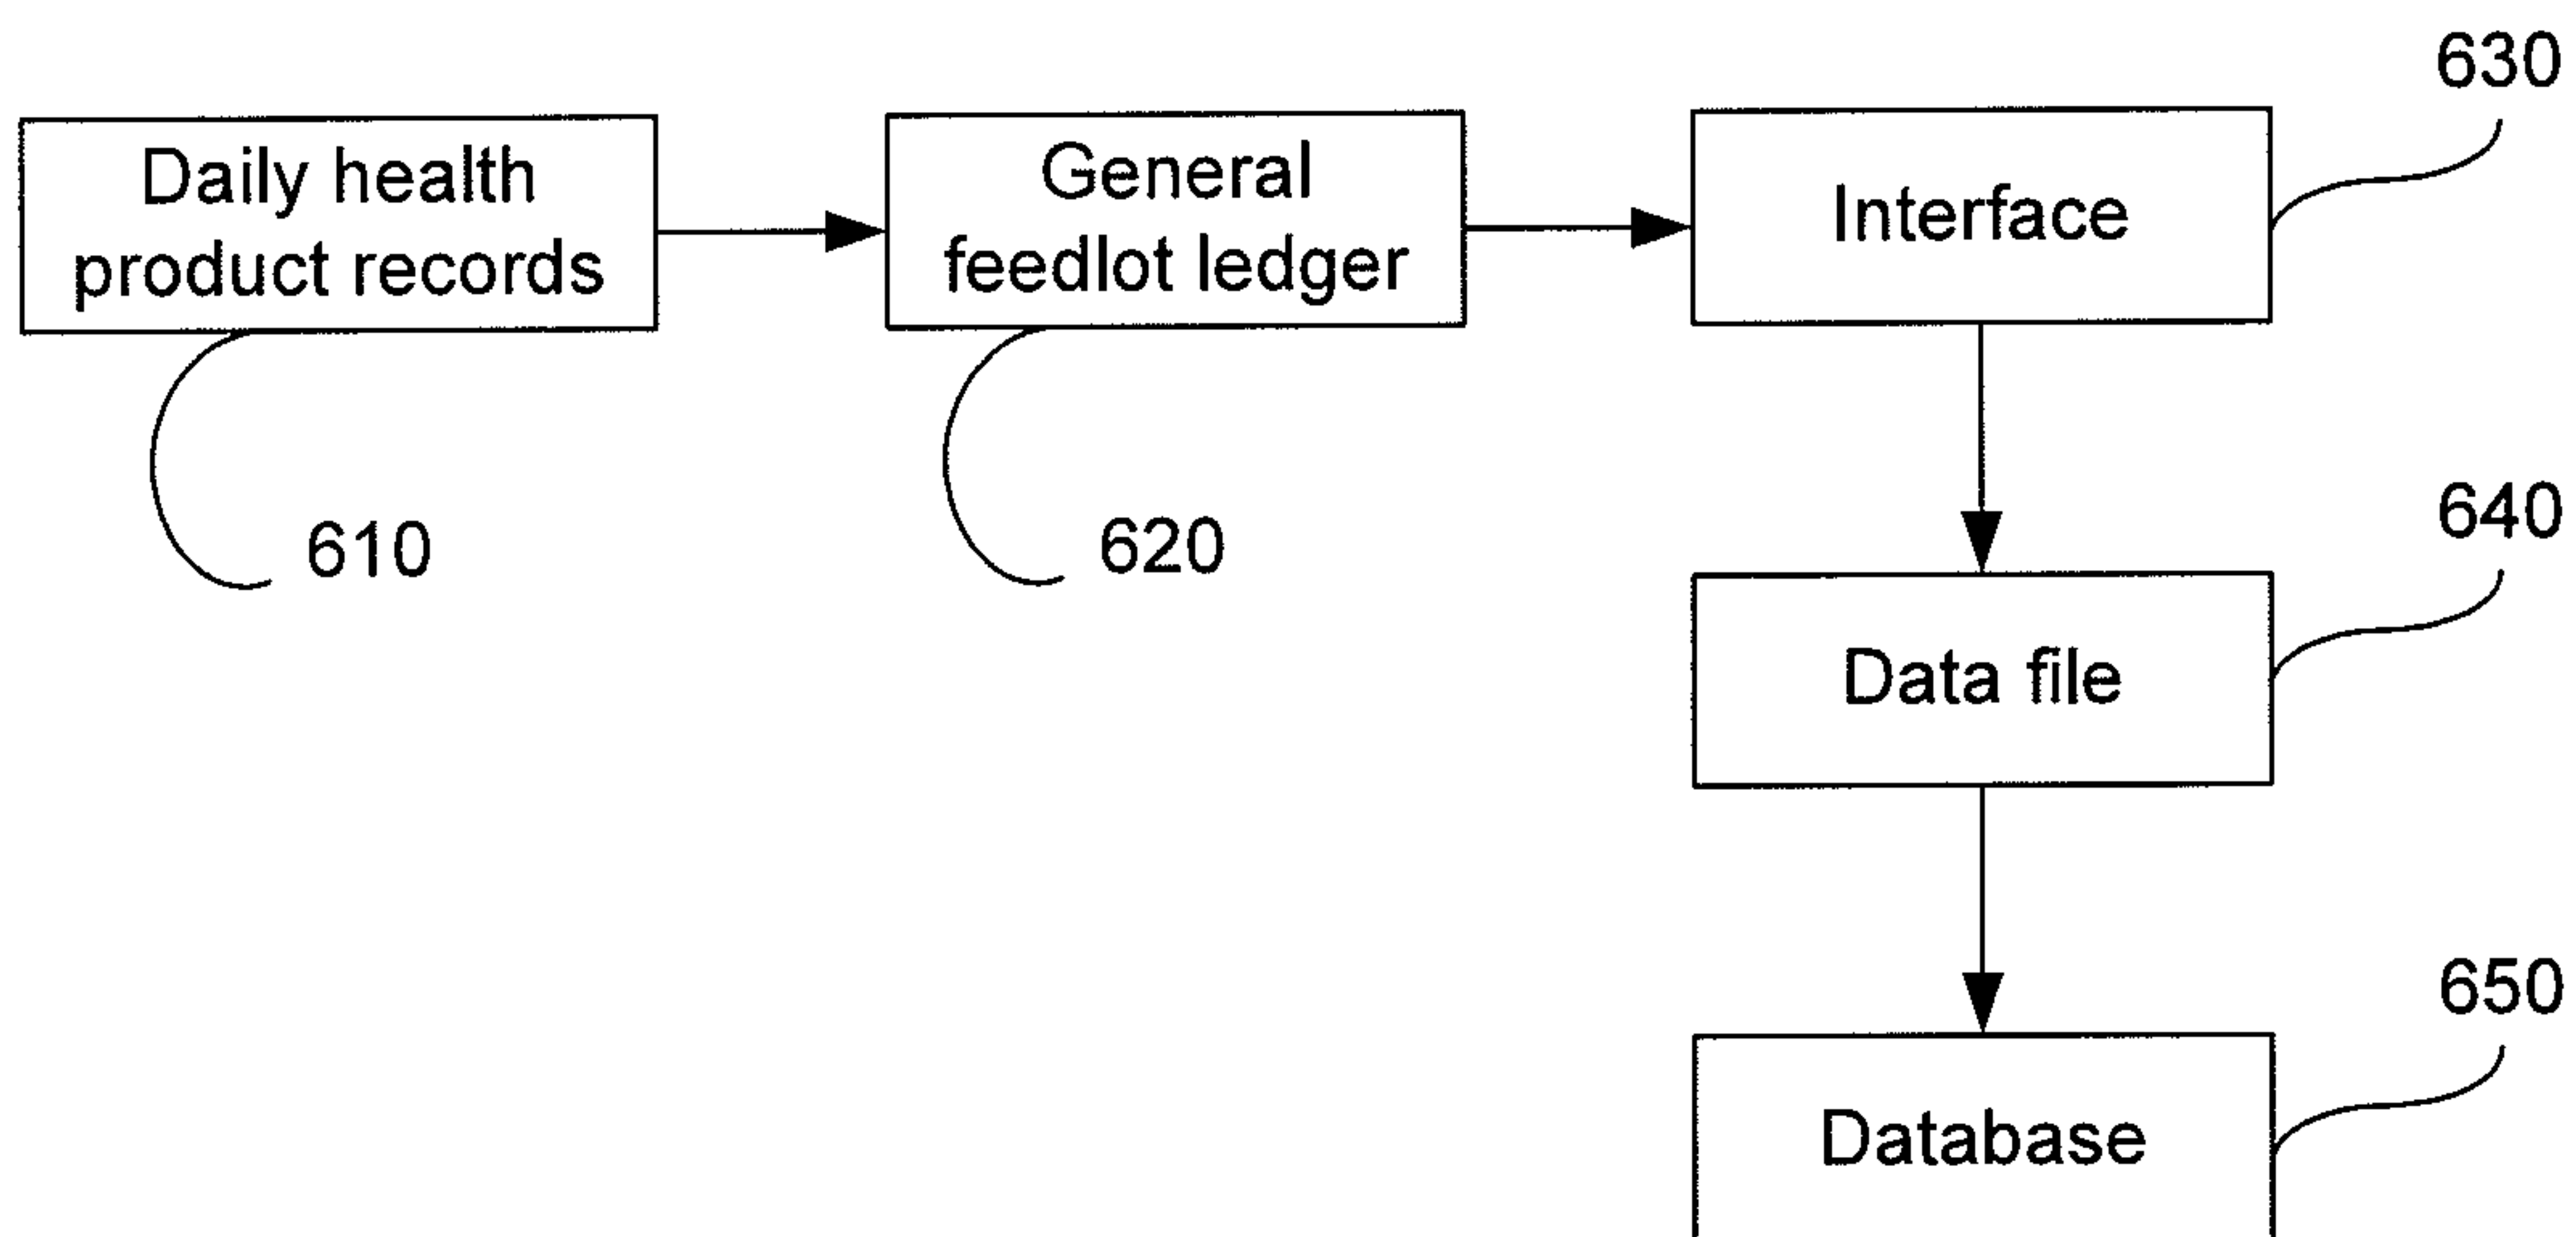 630
Daily health
product records
General
feedlot ledger
Interface
610
620
640
Data file
650
Database